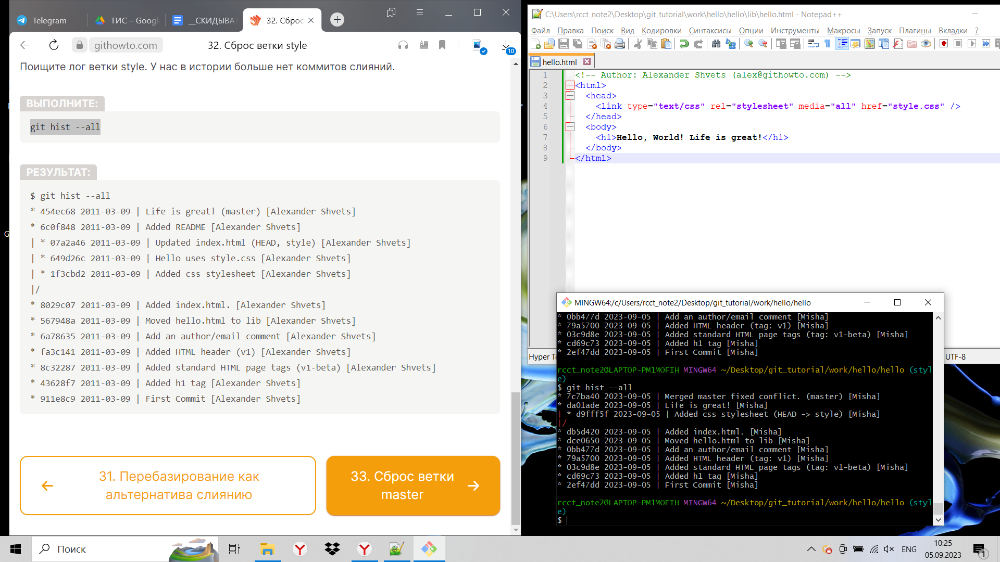 Telegram
ТИС – Googl
__СКИДЫВАТ
32. Сброс
githowto.com
32. Сброс ветки style
10
Поищите лог ветки style. У нас в истории больше нет коммитов слияний.
ВЫПОЛНИТЕ:
git hist --all
РЕЗУЛЬТАТ:
$ git hist --all
* 454ec68 2011-03-09 | Life is great! (master) [Alexander Shvets]
* 6c0f848 2011-03-09 | Added README [Alexander Shvets]
| * 07a2a46 2011-03-09 | Updated index.html (HEAD, style) [Alexander Shvets]
| * 649d26c 2011-03-09 | Hello uses style.css [Alexander Shvets]
| * 1f3cbd2 2011-03-09 | Added css stylesheet [Alexander Shvets]
|/
* 8029c07 2011-03-09 | Added index.html. [Alexander Shvets]
* 567948a 2011-03-09 | Moved hello.html to lib [Alexander Shvets]
* 6a78635 2011-03-09 | Add an author/email comment [Alexander Shvets]
* fa3c141 2011-03-09 | Added HTML header (v1) [Alexander Shvets]
* 8c32287 2011-03-09 | Added standard HTML page tags (v1-beta) [Alexander Shvets]
* 43628f7 2011-03-09 | Added h1 tag [Alexander Shvets]
* 911e8c9 2011-03-09 | First Commit [Alexander Shvets]
31. Перебазирование как
альтернатива слиянию
33. Сброс ветки
master
C:\Users\rcct_note2\Desktop\git_tutorial\work\hello\hello\lib\hello.html - Notepad++
Файл Правка Поиск Вид Кодировки Синтаксисы Опции Инструменты Макросы Запуск Плагины Вкладки ?
hello.html
1 <!-- Author: Alexander Shvets (alex@githowto.com) -->
2 <html>
3 <head>
4 <link type="text/css" rel="stylesheet" media="all" href="style.css" />
5 </head>
6 <body>
7 <h1>Hello, World! Life is great!</h1>
8 </body>
9 </html>
Hyper Te
UTF-8
MINGW64:/c/Users/rcct_note2/Desktop/git_tutorial/work/hello/hello
* 0bb477d 2023-09-05 | Add an author/email comment [Misha]
* 79a5700 2023-09-05 | Added HTML header (tag: v1) [Misha]
* 03c9d8e 2023-09-05 | Added standard HTML page tags (tag: v1-beta) [Misha]
* cd69c73 2023-09-05 | Added h1 tag [Misha]
* 2ef47dd 2023-09-05 | First Commit [Misha]
rcct_note2@LAPTOP-PM1MOFIH MINGW64 ~/Desktop/git_tutorial/work/hello/hello (styl
e)
$ git hist --all
* 7c7ba40 2023-09-05 | Merged master fixed conflict. (master) [Misha]
* da01ade 2023-09-05 | Life is great! [Misha]
| * d9fff5f 2023-09-05 | Added css stylesheet (HEAD -> style) [Misha]
|/
* db5d420 2023-09-05 | Added index.html. [Misha]
* dce0650 2023-09-05 | Moved hello.html to lib [Misha]
* 0bb477d 2023-09-05 | Add an author/email comment [Misha]
* 79a5700 2023-09-05 | Added HTML header (tag: v1) [Misha]
* 03c9d8e 2023-09-05 | Added standard HTML page tags (tag: v1-beta) [Misha]
* cd69c73 2023-09-05 | Added h1 tag [Misha]
* 2ef47dd 2023-09-05 | First Commit [Misha]
rcct_note2@LAPTOP-PM1MOFIH MINGW64 ~/Desktop/git_tutorial/work/hello/hello (styl
e)
$
Поиск
ENG
10:25
05.09.2023
1